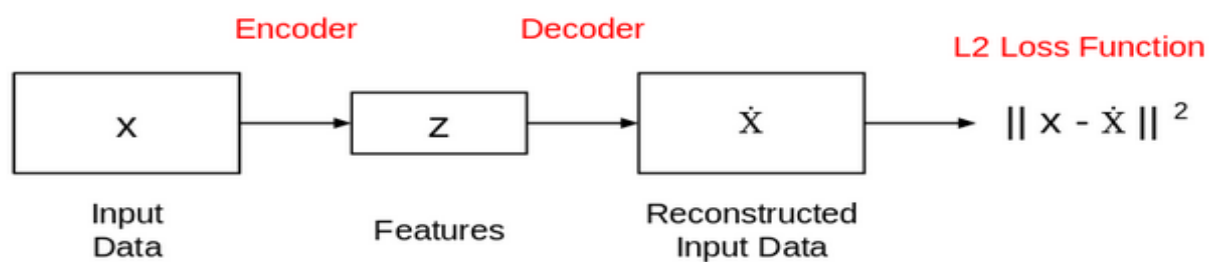 Encoder
Decoder
L2 Loss Function
x
z
ẋ
|| x - ẋ || ²
Input
Data
Features
Reconstructed
Input Data